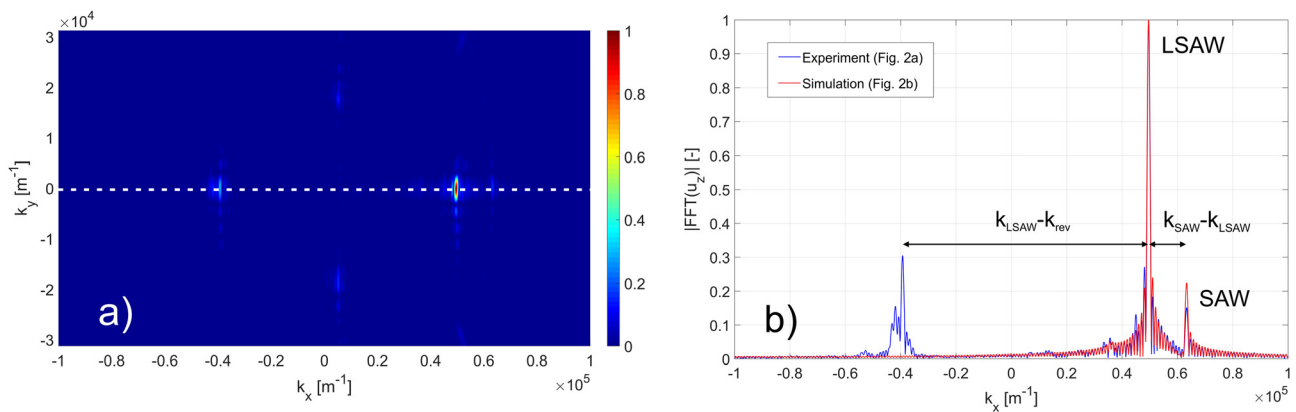 ×10⁴
3
2
1
0
-1
-2
-3
k_y [m⁻¹]
-1 -0.8 -0.6 -0.4 -0.2 0 0.2 0.4 0.6 0.8 1
k_x [m⁻¹]
×10⁵
a)
1
0.8
0.6
0.4
0.2
0
1
0.9
0.8
0.7
0.6
0.5
0.4
0.3
0.2
0.1
0
|FFT(u_z)| [-]
Experiment (Fig. 2a)
Simulation (Fig. 2b)
LSAW
k_LSAW-k_rev
k_SAW-k_LSAW
SAW
b)
-1 -0.8 -0.6 -0.4 -0.2 0 0.2 0.4 0.6 0.8 1
k_x [m⁻¹]
×10⁵